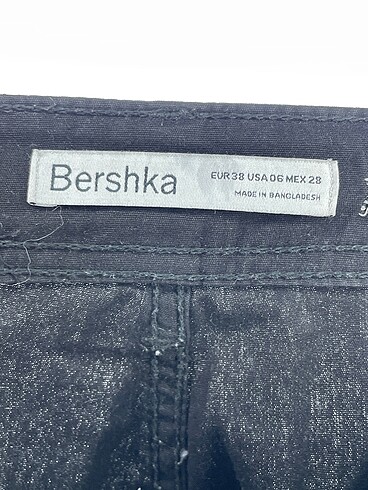 Bershka
EUR 38 USA 06 MEX 28
MADE IN BANGLADESH